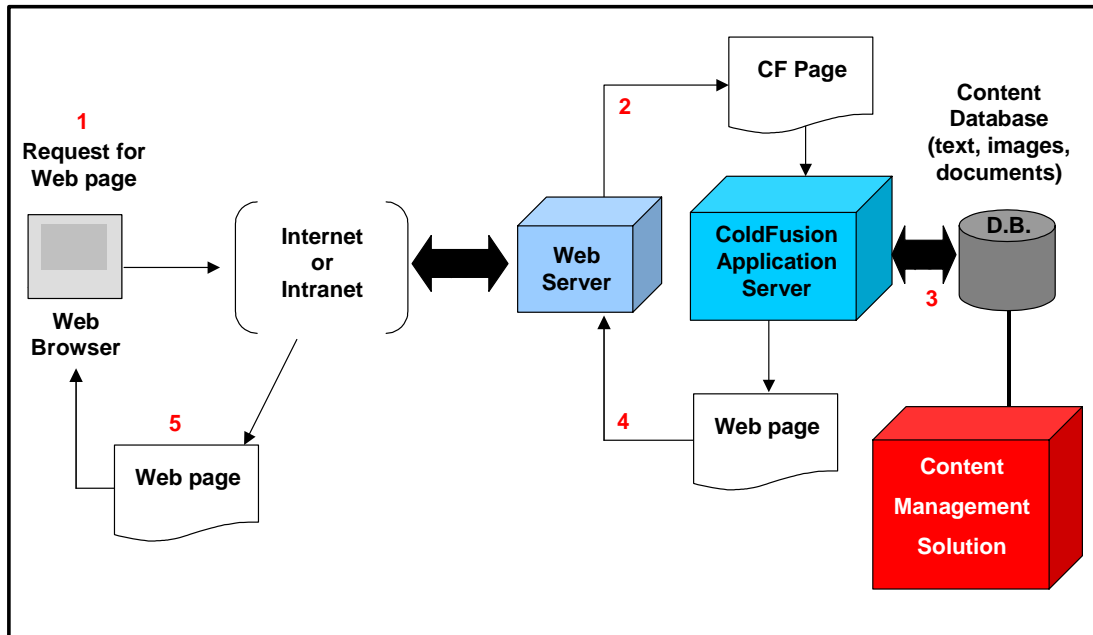 1
Request for
Web page
Web
Browser
Internet
or
Intranet
Web
Server
2
CF Page
ColdFusion
Application
Server
Content
Database
(text, images,
documents)
D.B.
3
Content
Management
Solution
Web page
4
5
Web page